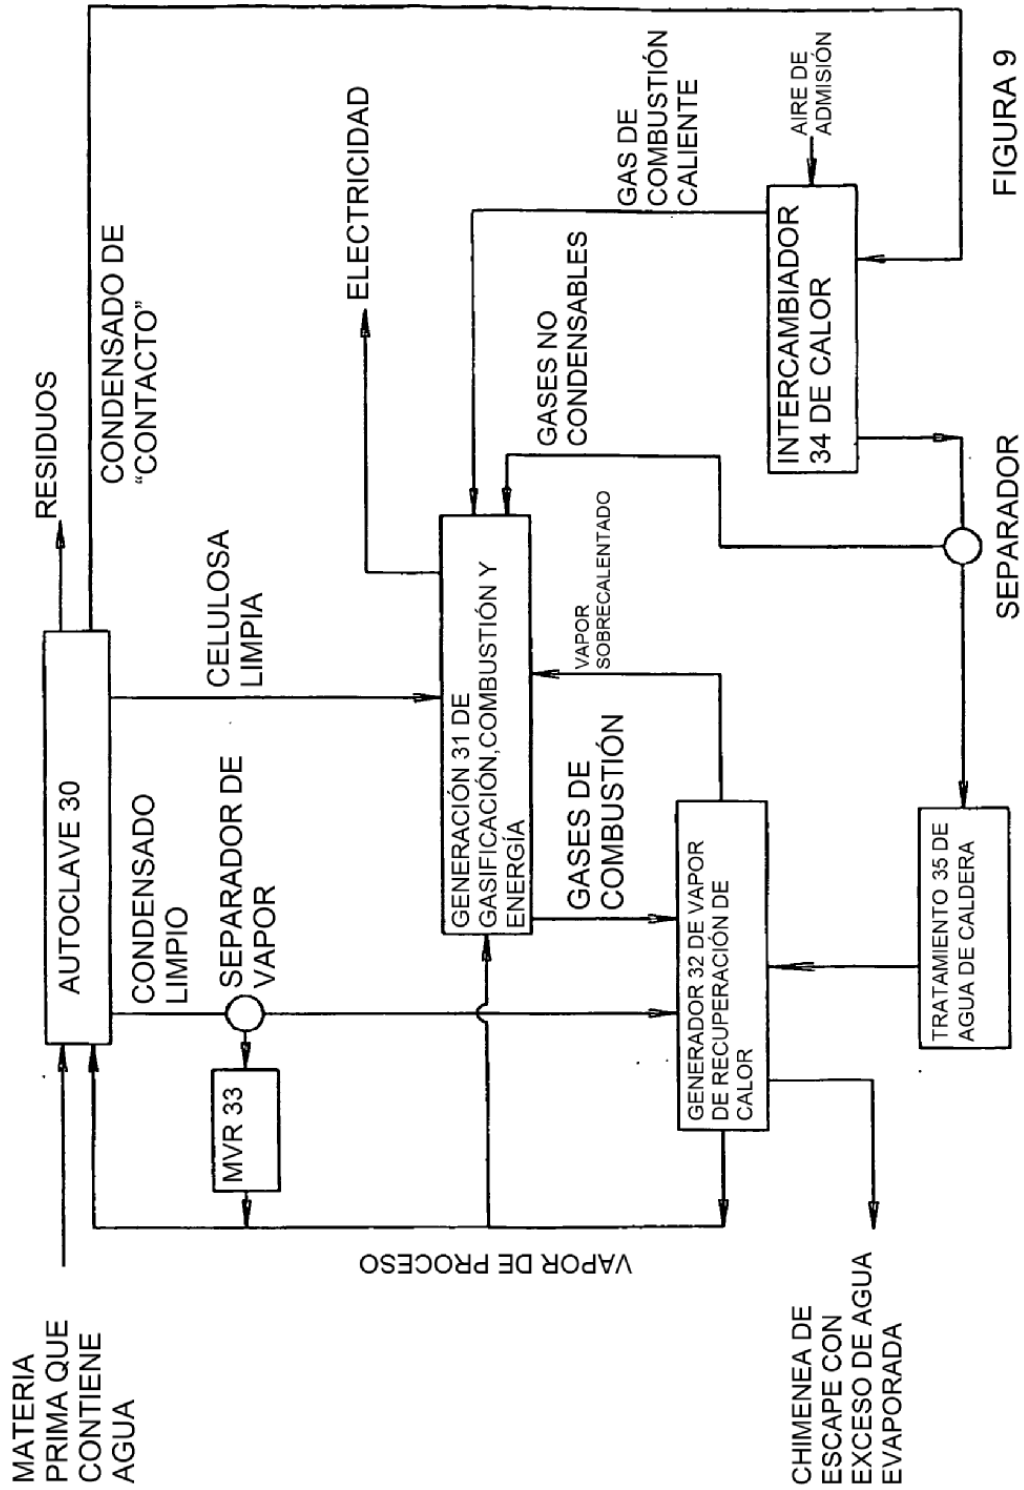 MATERIA
PRIMA QUE
CONTIENE
AGUA
AUTOCLAVE 30
RESIDUOS
CONDENSADO DE
“CONTACTO”
CONDENSADO
LIMPIO
SEPARADOR DE
VAPOR
MVR 33
CELULOSA
LIMPIA
ELECTRICIDAD
VAPOR DE PROCESO
GENERACIÓN 31 DE
GASIFICACIÓN,COMBUSTIÓN Y
ENERGÍA
GASES NO
CONDENSABLES
GAS DE
COMBUSTIÓN
CALIENTE
GASES DE
COMBUSTIÓN
VAPOR
SOBRECALENTADO
GENERADOR 32 DE VAPOR
DE RECUPERACIÓN DE
CALOR
INTERCAMBIADOR
34 DE CALOR
AIRE DE
ADMISIÓN
CHIMENEA DE
ESCAPE CON
EXCESO DE AGUA
EVAPORADA
TRATAMIENTO 35 DE
AGUA DE CALDERA
SEPARADOR
FIGURA 9